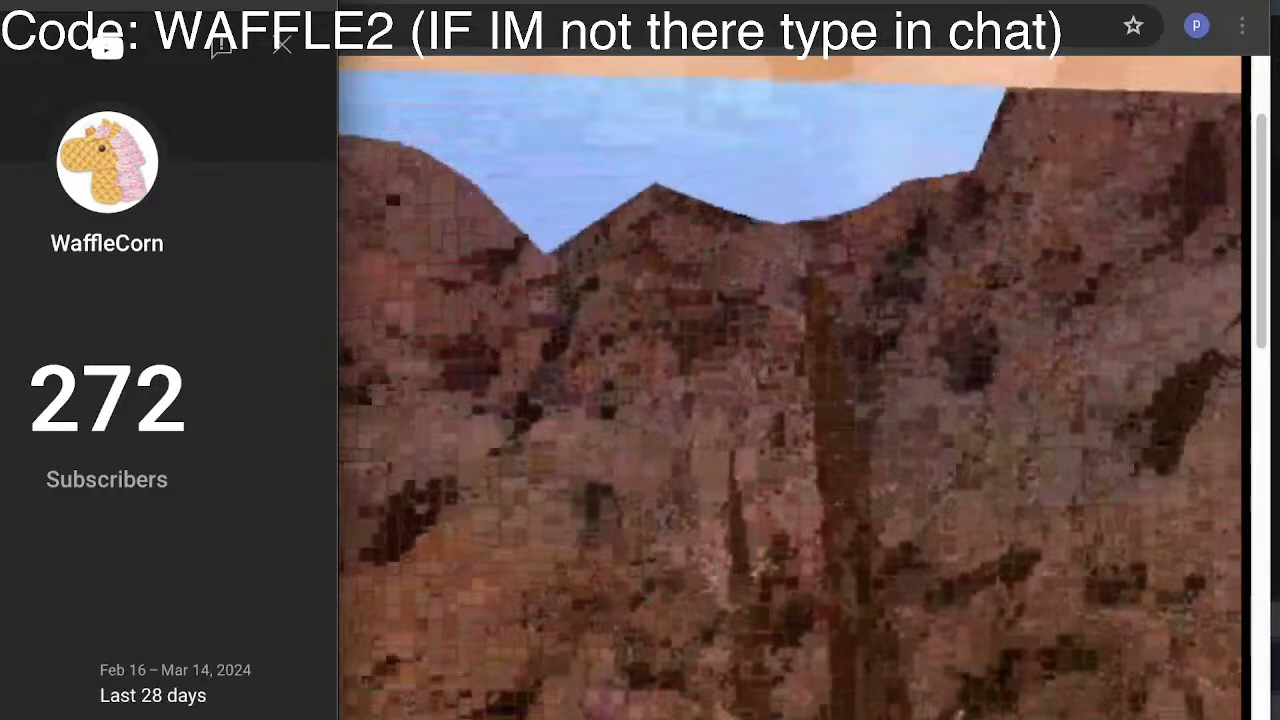 Code: WAFFLE2 (IF IM not there type in chat)
p
WaffleCorn
272
Subscribers
Feb 16 – Mar 14, 2024
Last 28 days